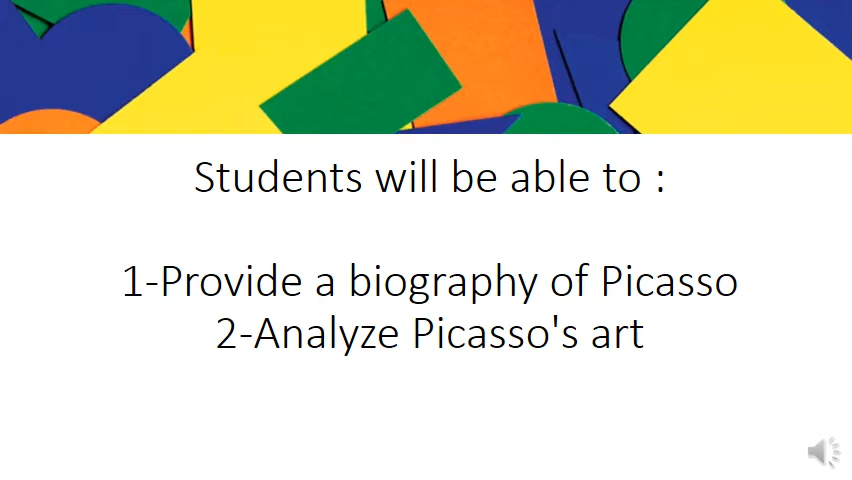 Students will be able to :
1-Provide a biography of Picasso
2-Analyze Picasso's art